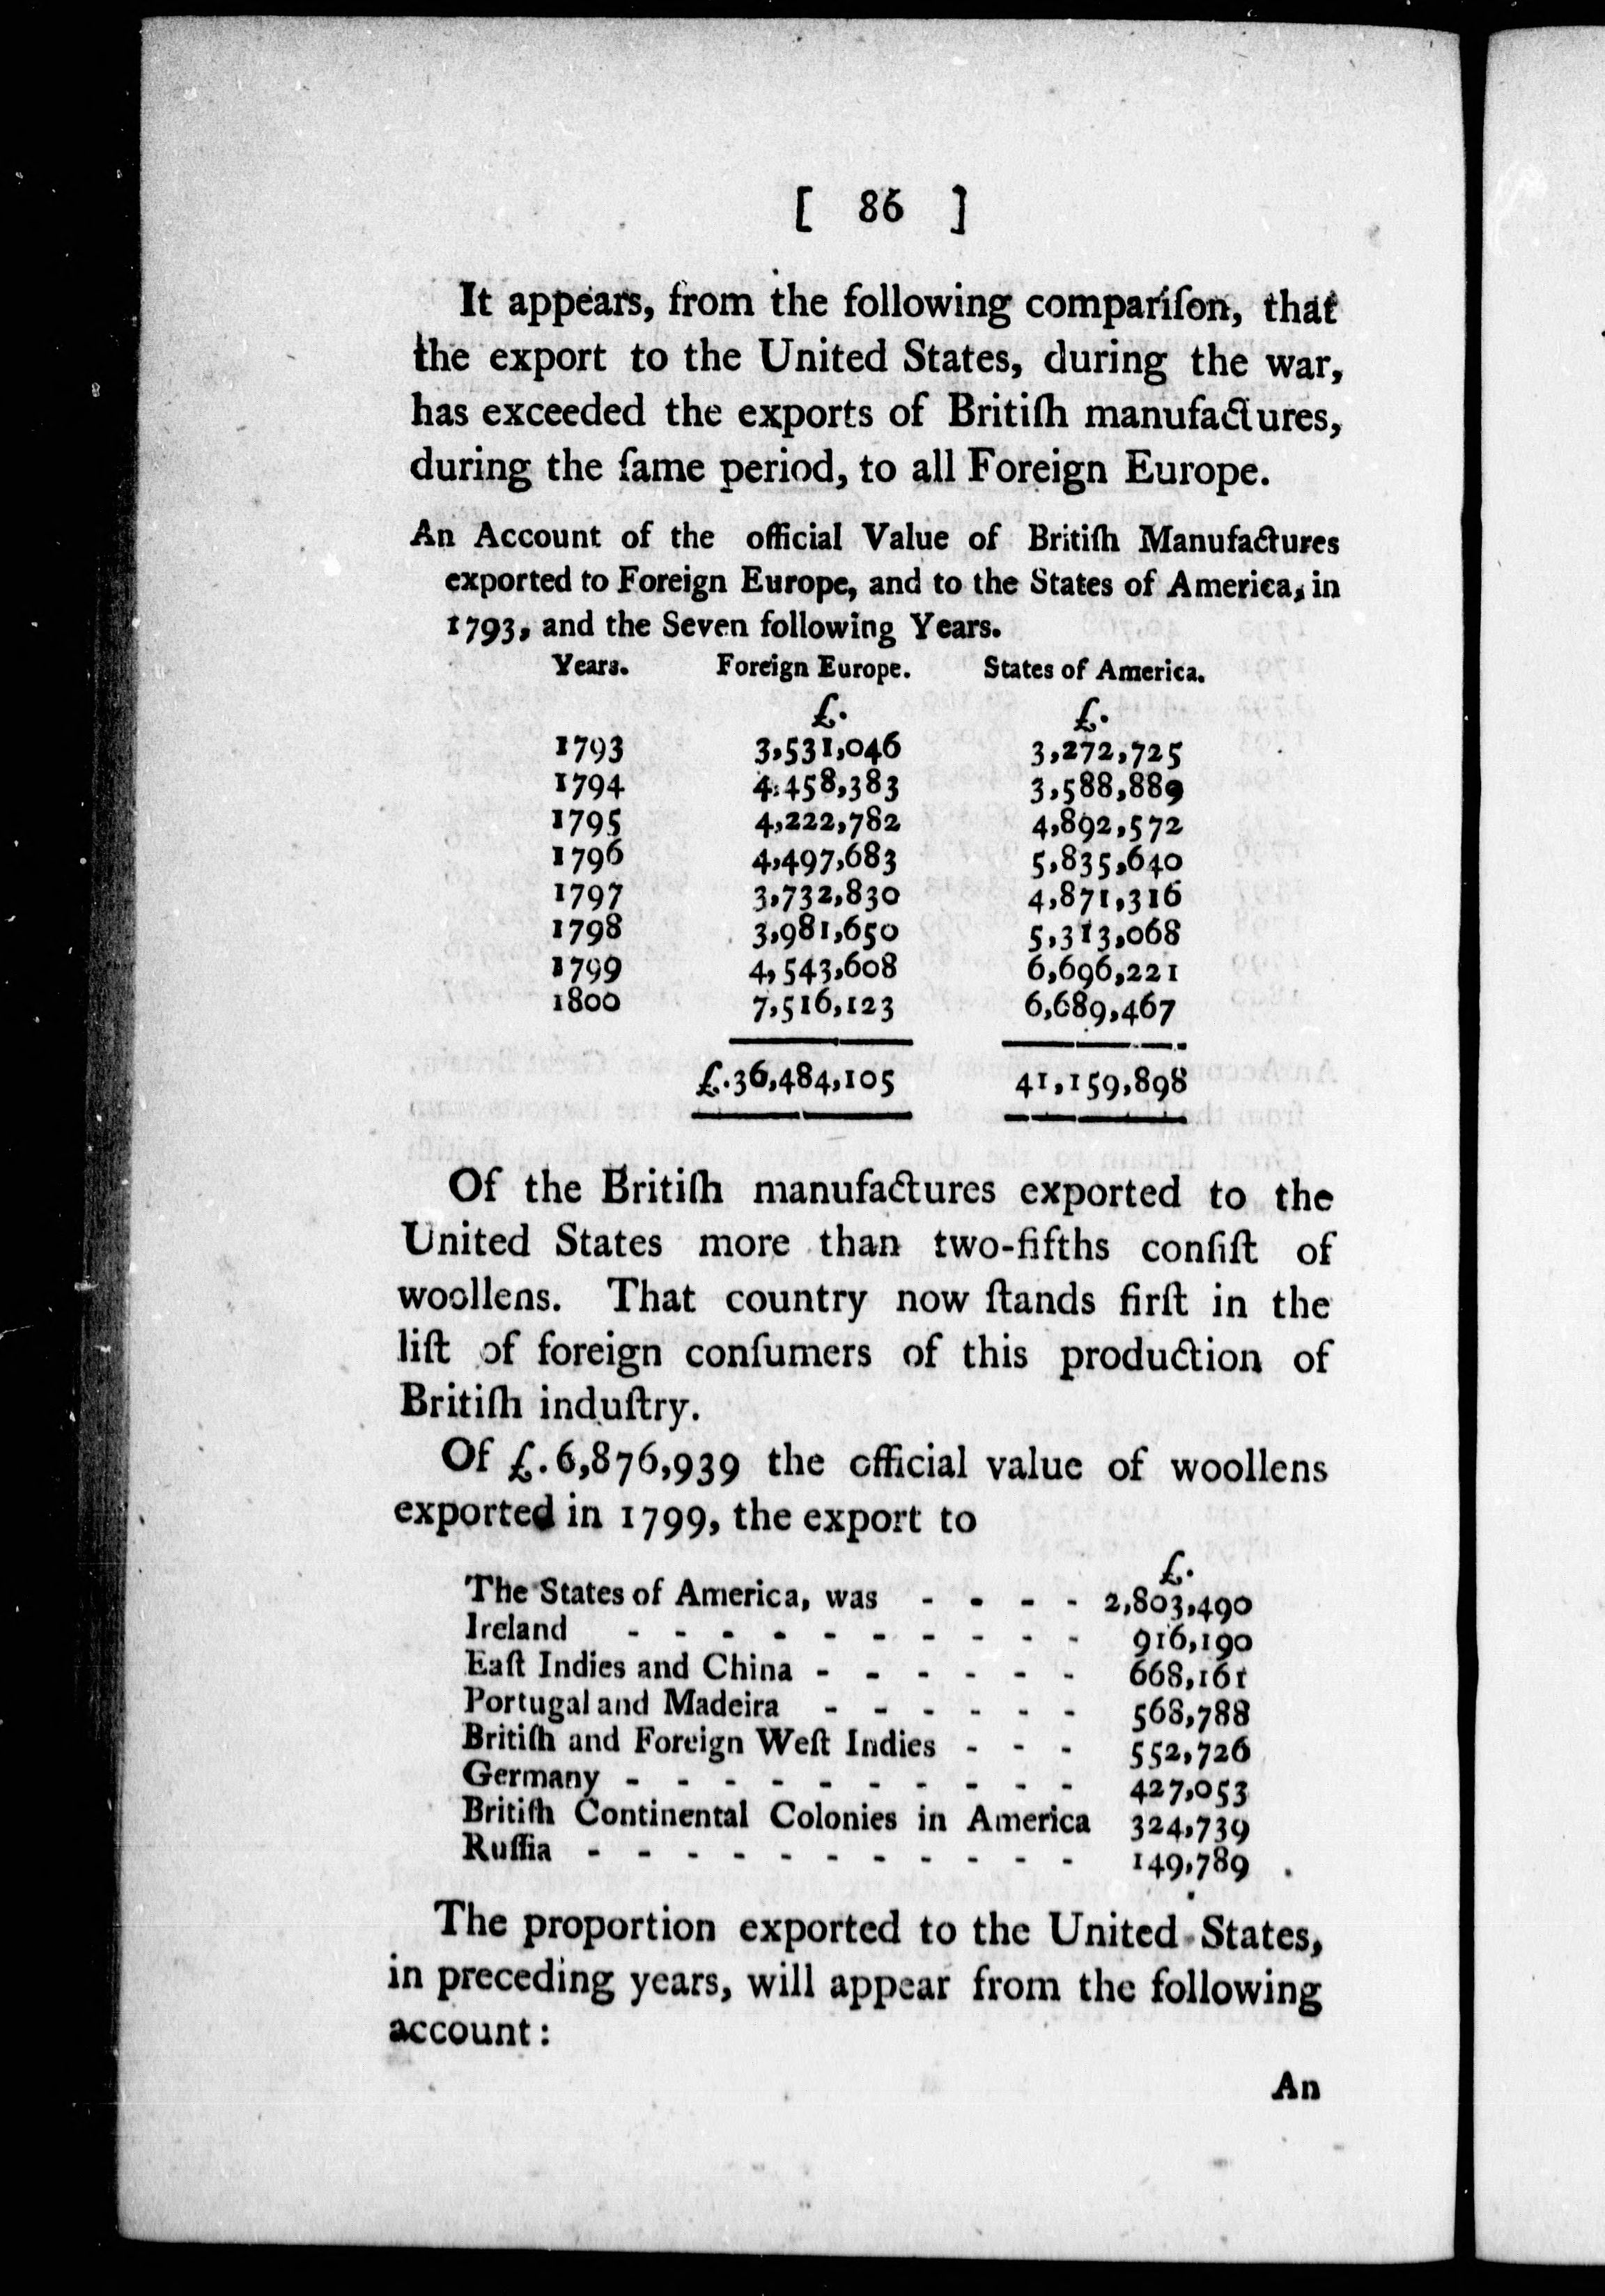 [ 86 ]
It appears, from the following compariſon, that
the export to the United States, during the war,
has exceeded the exports of Britiſh manufactures,
during the ſame period, to all Foreign Europe.
An Account of the official Value of Britiſh Manufactures
exported to Foreign Europe, and to the States of America, in
1793, and the Seven following Years.
Years. Foreign Europe. States of America.
£. £.
1793 3,531,046 3,272,725
1794 4,458,383 3,588,889
1795 4,222,782 4,892,572
1796 4,497,683 5,835,640
1797 3,732,830 4,871,316
1798 3,981,650 5,313,068
1799 4,543,608 6,696,221
1800 7,516,123 6,689,467
£.36,484,105 41,159,898
Of the Britiſh manufactures exported to the
United States more than two-fifths conſiſt of
woollens. That country now ſtands firſt in the
liſt of foreign conſumers of this production of
Britiſh induſtry.
Of £.6,876,939 the official value of woollens
exported in 1799, the export to
£.
The States of America, was - - - - 2,803,490
Ireland - - - - - - - - - - 916,190
Eaſt Indies and China - - - - - - 668,161
Portugal and Madeira - - - - - - 568,788
Britiſh and Foreign Weſt Indies - - - 552,726
Germany - - - - - - - - - - 427,053
Britiſh Continental Colonies in America 324,739
Ruſſia - - - - - - - - - - - 149,789
The proportion exported to the United States,
in preceding years, will appear from the following
account:
An